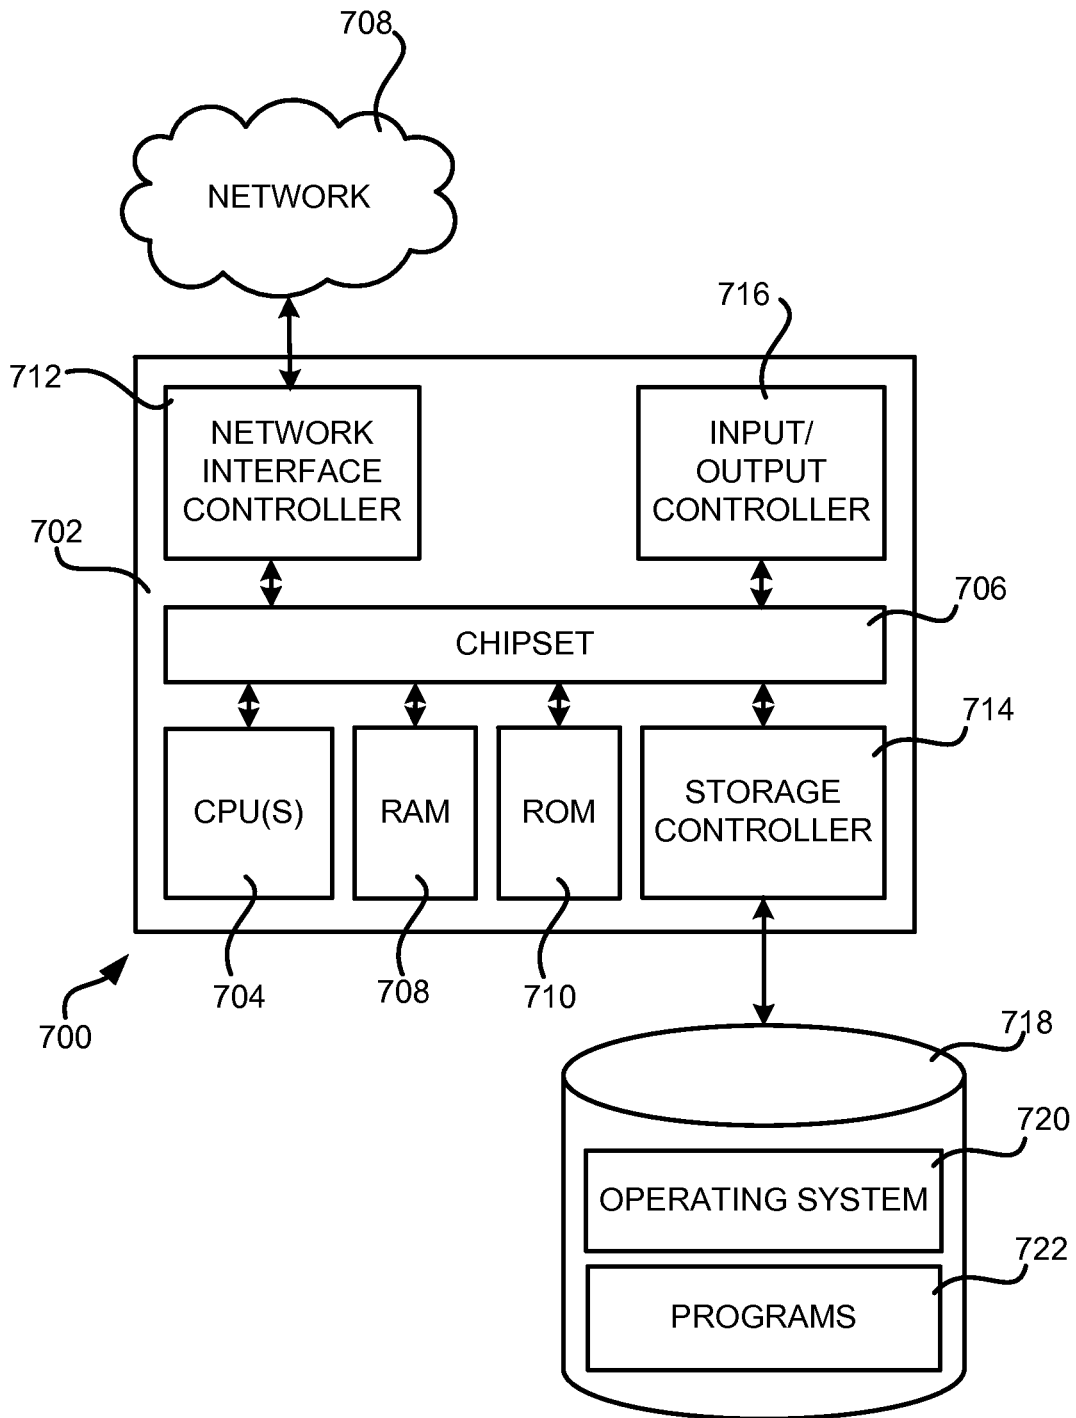 708
NETWORK
716
712
NETWORK
INTERFACE
CONTROLLER
INPUT/
OUTPUT
CONTROLLER
702
706
CHIPSET
714
CPU(S)
RAM
ROM
STORAGE
CONTROLLER
704
708
710
700
718
720
OPERATING SYSTEM
722
PROGRAMS